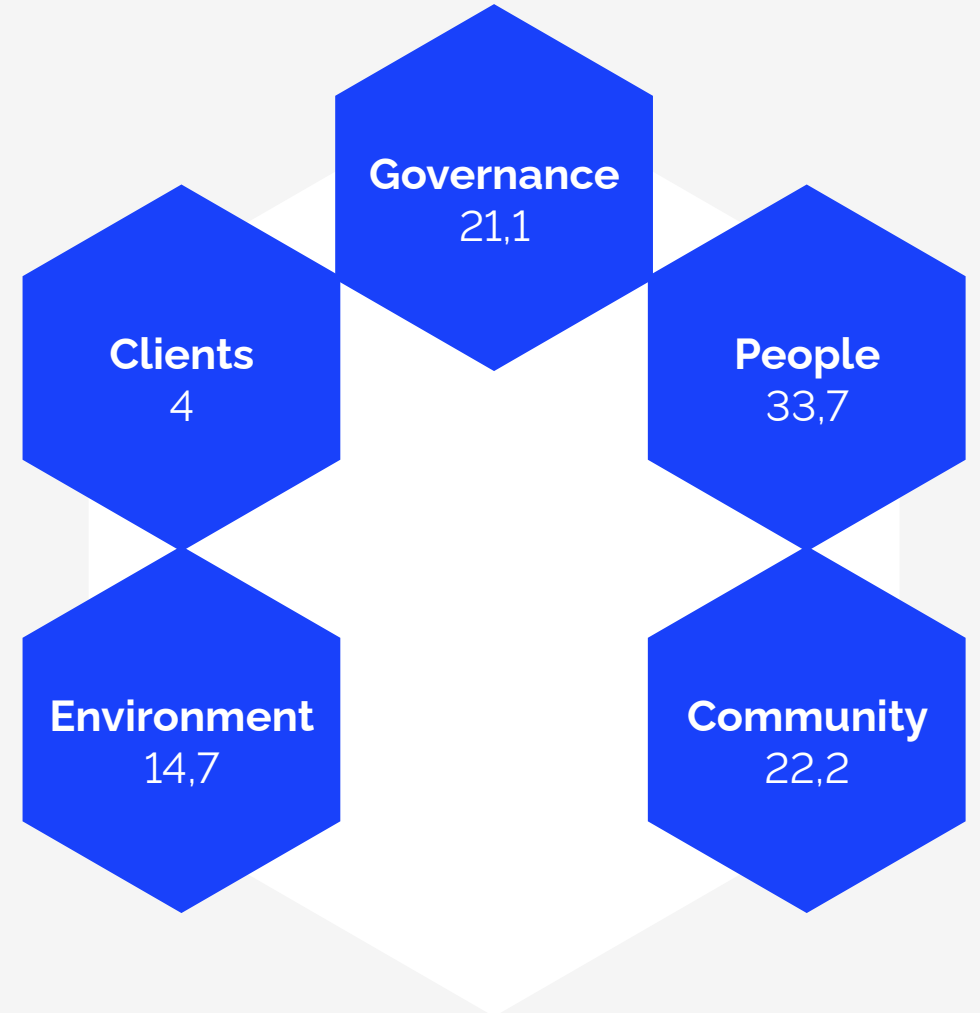 Governance
21,1
Clients
4
People
33,7
Environment
14,7
Community
22,2